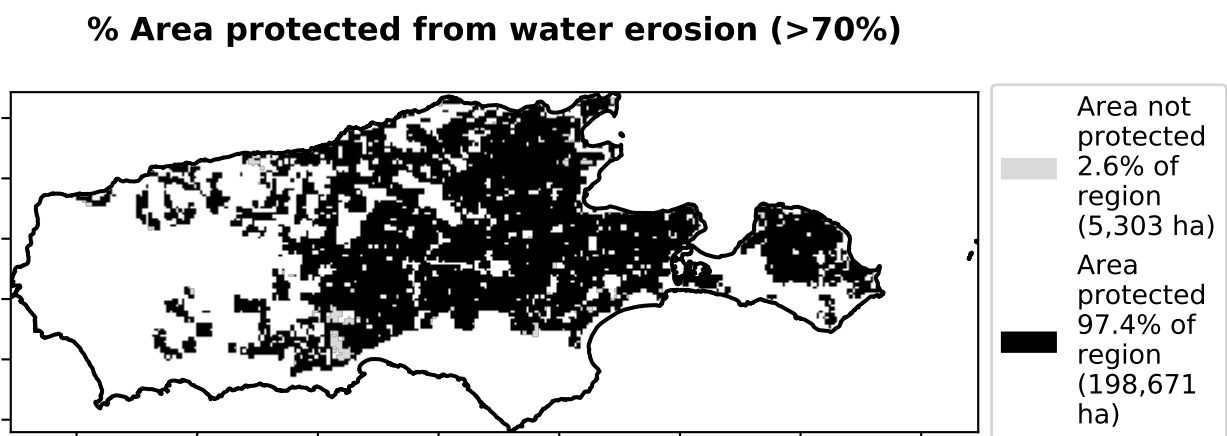 % Area protected from water erosion (>70%)
Area not
protected
2.6% of
region
(5,303 ha)
Area
protected
97.4% of
region
(198,671
ha)